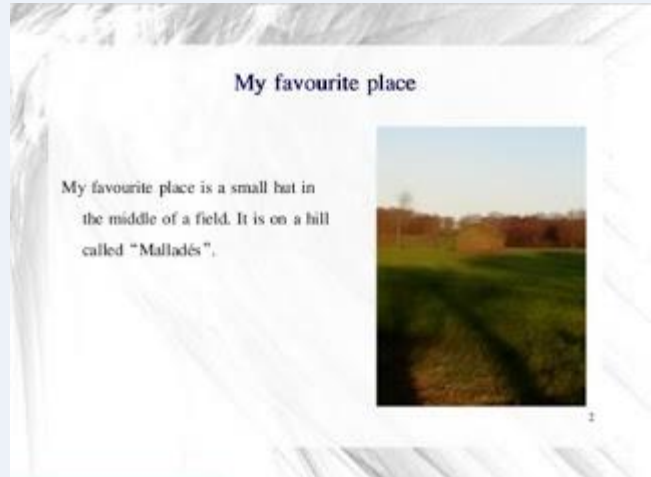 My favourite place
My favourite place is a small hut in
the middle of a field. It is on a hill
called “Malladés”.
2